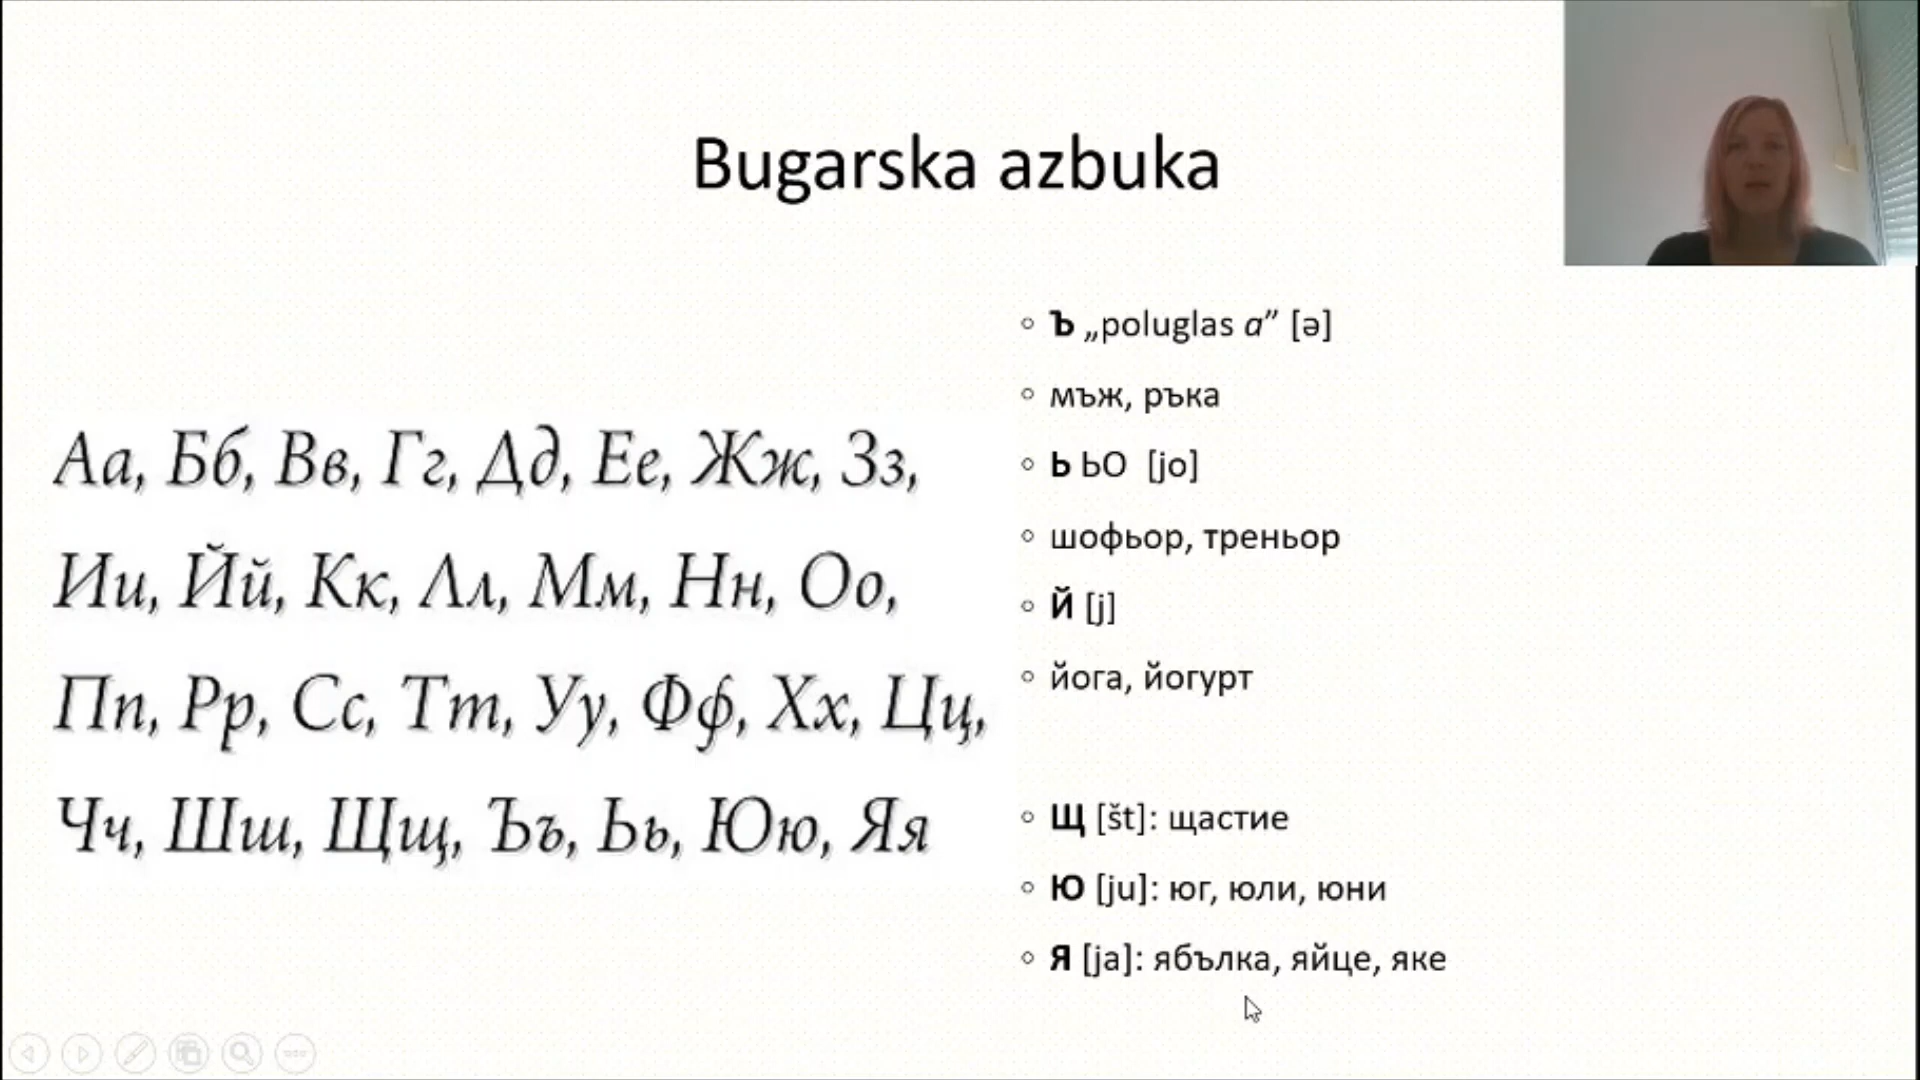 Bugarska azbuka
Аа, Бб, Вв, Гг, Дд, Ее, Жж, Зз,
Ии, Йй, Кк, Лл, Мм, Нн, Оо,
Пп, Рр, Сс, Тт, Уу, Фф, Хх, Цц,
Чч, Шш, Щщ, Ъъ, Ьь, Юю, Яя
Ъ „poluglas a” [ə]
мъж, ръка
Ь ЬО [jo]
шофьор, треньор
Й [j]
йога, йогурт
Щ [št]: щастие
Ю [ju]: юг, юли, юни
Я [ja]: ябълка, яйце, яке